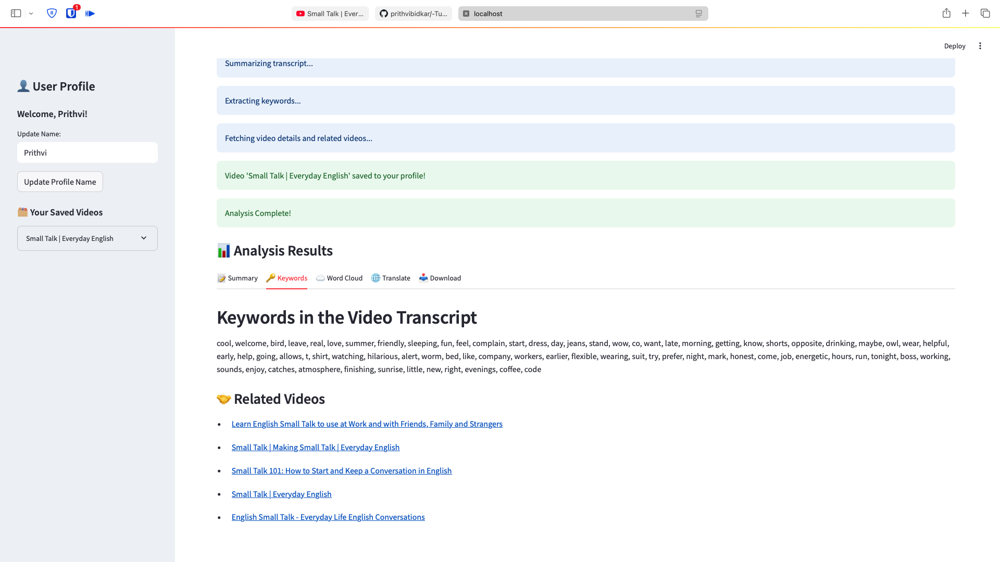 1
Small Talk | Ever...
prithvibidkar/-Tu...
localhost
Deploy
User Profile
Welcome, Prithvi!
Update Name:
Prithvi
Update Profile Name
Your Saved Videos
Small Talk | Everyday English
Summarizing transcript...
Extracting keywords...
Fetching video details and related videos...
Video 'Small Talk | Everyday English' saved to your profile!
Analysis Complete!
Analysis Results
Summary Keywords Word Cloud Translate Download
Keywords in the Video Transcript
cool, welcome, bird, leave, real, love, summer, friendly, sleeping, fun, feel, complain, start, dress, day, jeans, stand, wow, co, want, late, morning, getting, know, shorts, opposite, drinking, maybe, owl, wear, helpful,
early, help, going, allows, t, shirt, watching, hilarious, alert, worm, bed, like, company, workers, earlier, flexible, wearing, suit, try, prefer, night, mark, honest, come, job, energetic, hours, run, tonight, boss, working,
sounds, enjoy, catches, atmosphere, finishing, sunrise, little, new, right, evenings, coffee, code
Related Videos
Learn English Small Talk to use at Work and with Friends, Family and Strangers
Small Talk | Making Small Talk | Everyday English
Small Talk 101: How to Start and Keep a Conversation in English
Small Talk | Everyday English
English Small Talk - Everyday Life English Conversations